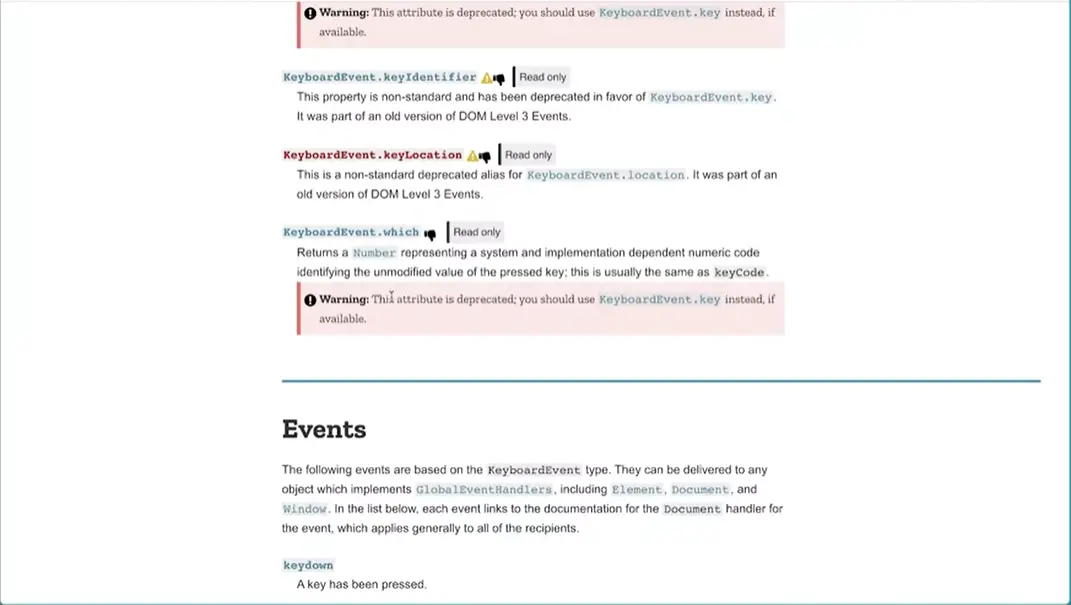 Warning: This attribute is deprecated; you should use KeyboardEvent.key instead, if
available.
KeyboardEvent.keyIdentifier Read only
This property is non-standard and has been deprecated in favor of KeyboardEvent.key.
It was part of an old version of DOM Level 3 Events.
KeyboardEvent.keyLocation Read only
This is a non-standard deprecated alias for KeyboardEvent.location. It was part of an
old version of DOM Level 3 Events.
KeyboardEvent.which Read only
Returns a Number representing a system and implementation dependent numeric code
identifying the unmodified value of the pressed key; this is usually the same as keyCode.
Warning: This attribute is deprecated; you should use KeyboardEvent.key instead, if
available.
Events
The following events are based on the KeyboardEvent type. They can be delivered to any
object which implements GlobalEventHandlers, including Element, Document, and
Window. In the list below, each event links to the documentation for the Document handler for
the event, which applies generally to all of the recipients.
keydown
A key has been pressed.